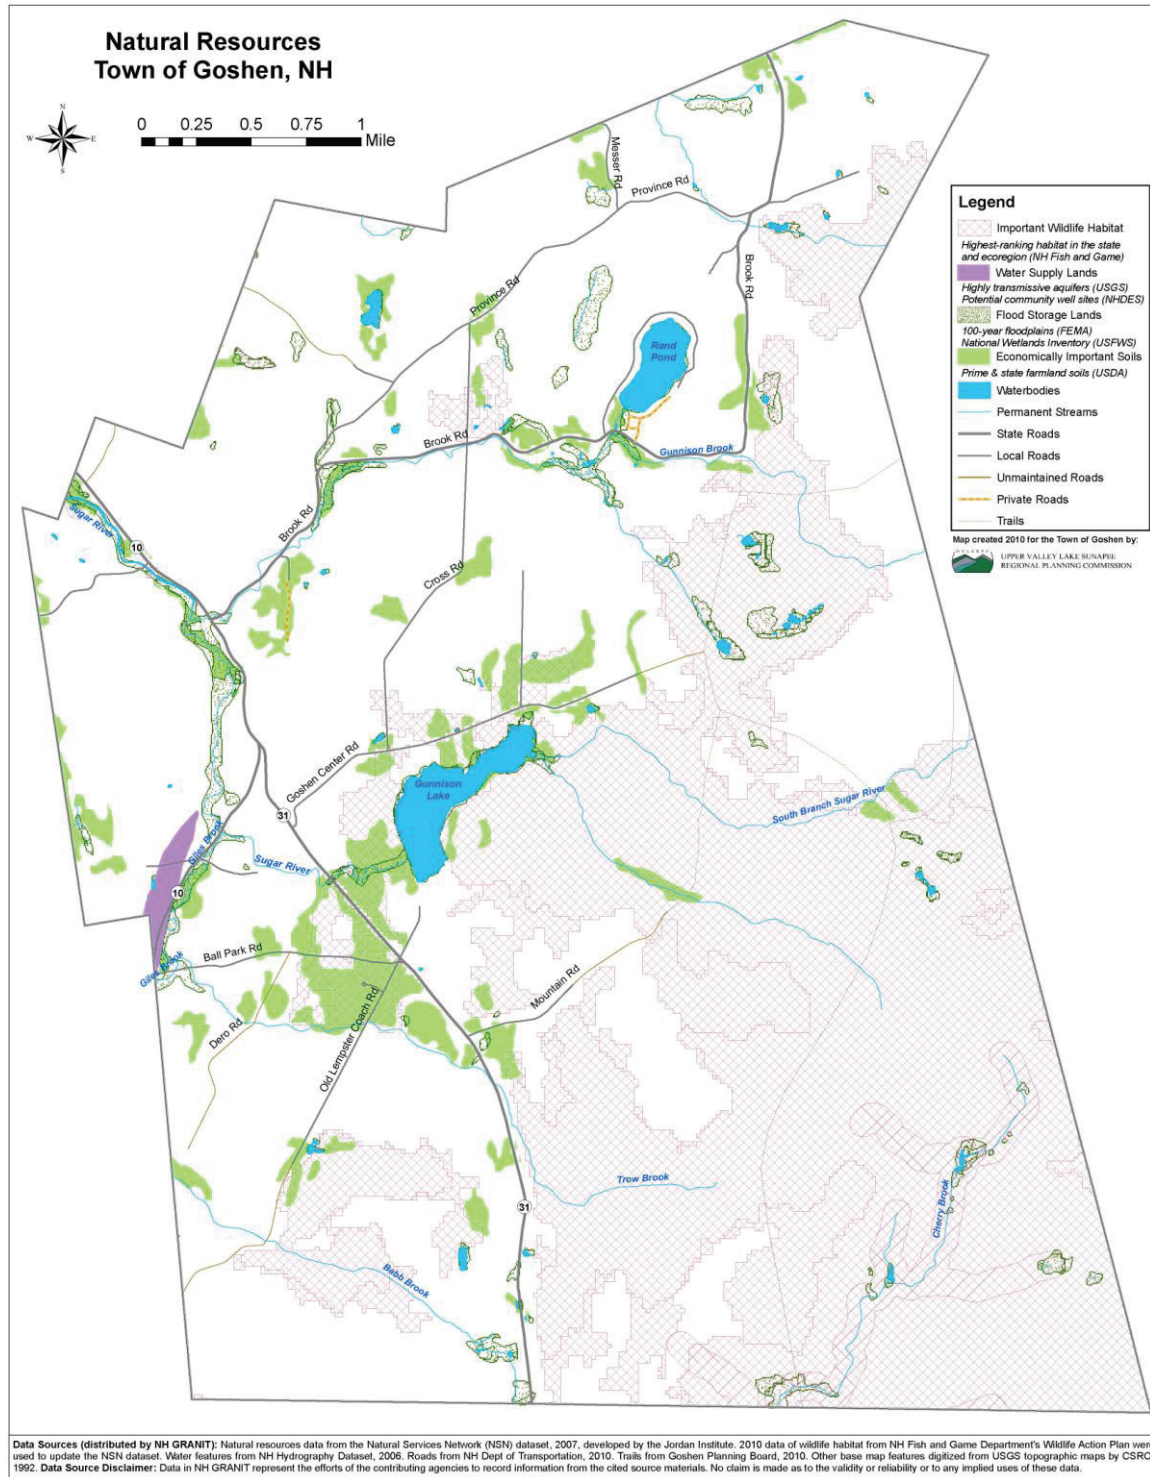 Natural Resources
Town of Goshen, NH
N
W E
S
0 0.25 0.5 0.75 1
Mile
Messer Rd
Province Rd
Legend
Important Wildlife Habitat
Highest-ranking habitat in the state
and ecoregion (NH Fish and Game)
Water Supply Lands
Highly transmissive aquifers (USGS)
Potential community well sites (NHDES)
Flood Storage Lands
100-year floodplains (FEMA)
National Wetlands Inventory (USFWS)
Economically Important Soils
Prime & state farmland soils (USDA)
Waterbodies
Permanent Streams
State Roads
Local Roads
Unmaintained Roads
Private Roads
Trails
Map created 2010 for the Town of Goshen by:
UPPER VALLEY LAKE SUNAPEE
REGIONAL PLANNING COMMISSION
Brook Rd
Province Rd
Rand
Pond
Brook Rd
Gunnison Brook
Sugar River
10
Brook Rd
Cross Rd
Goshen Center Rd
Gunnison
Lake
South Branch Sugar River
31
Giles Brook
Sugar River
10
Ball Park Rd
Giles Brook
Mountain Rd
Dero Rd
Old Lempster Coach Rd
Trow Brook
31
Cherry Brook
Babb Brook
Data Sources (distributed by NH GRANIT): Natural resources data from the Natural Services Network (NSN) dataset, 2007, developed by the Jordan Institute. 2010 data of wildlife habitat from NH Fish and Game Department's Wildlife Action Plan were
used to update the NSN dataset. Water features from NH Hydrography Dataset, 2006. Roads from NH Dept of Transportation, 2010. Trails from Goshen Planning Board, 2010. Other base map features digitized from USGS topographic maps by CSRC,
1992. Data Source Disclaimer: Data in NH GRANIT represent the efforts of the contributing agencies to record information from the cited source materials. No claim is made as to the validity or reliability or to any implied uses of these data.